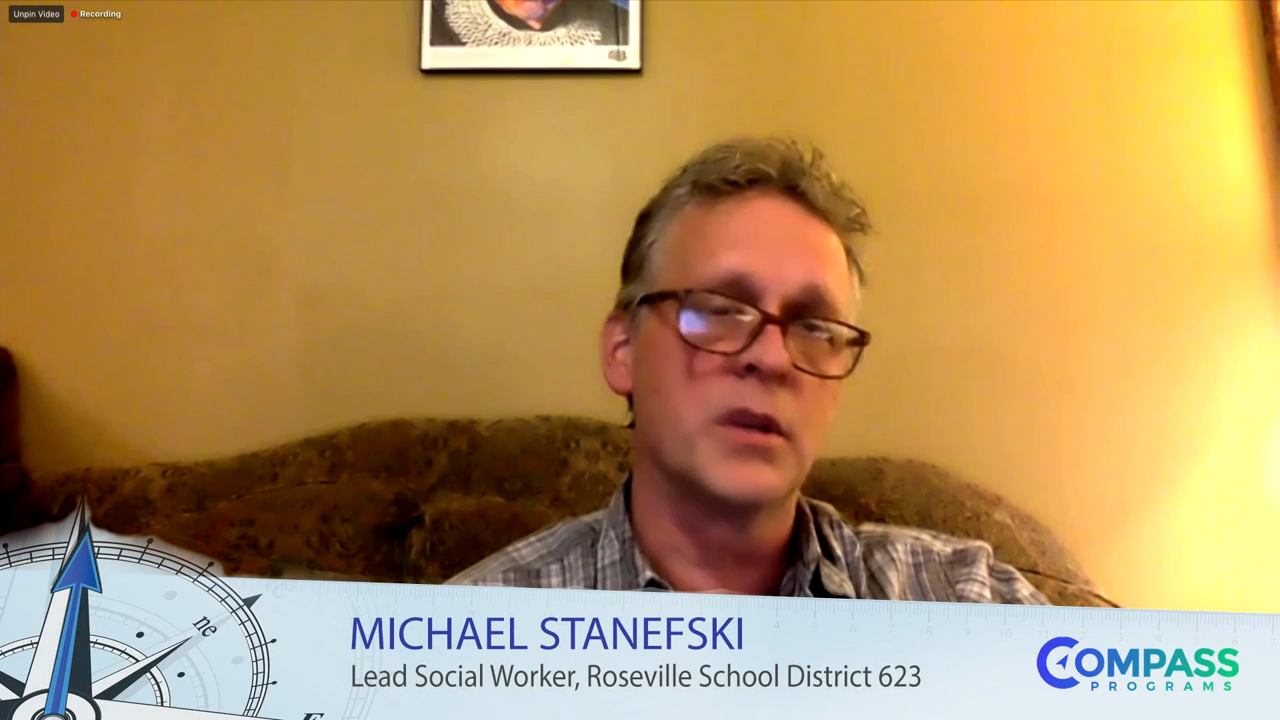 Unpin Video Recording
ne
MICHAEL STANEFSKI
Lead Social Worker, Roseville School District 623
COMPASS
PROGRAMS
E